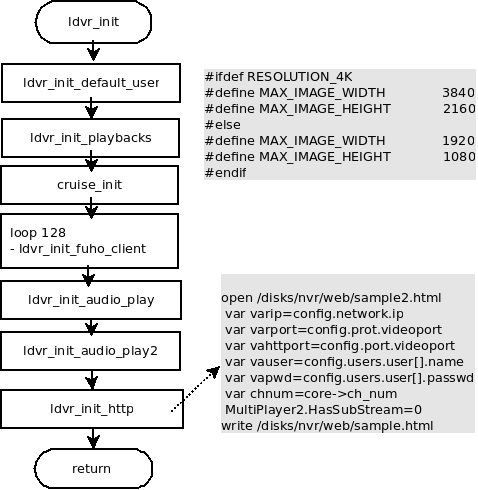 ldvr_init
ldvr_init_default_user
ldvr_init_playbacks
cruise_init
loop 128
- ldvr_init_fuho_client
ldvr_init_audio_play
ldvr_init_audio_play2
ldvr_init_http
return
#ifdef RESOLUTION_4K
#define MAX_IMAGE_WIDTH 3840
#define MAX_IMAGE_HEIGHT 2160
#else
#define MAX_IMAGE_WIDTH 1920
#define MAX_IMAGE_HEIGHT 1080
#endif
open /disks/nvr/web/sample2.html
var varip=config.network.ip
var varport=config.prot.videoport
var vahttport=config.port.videoport
var vauser=config.users.user[].name
var vapwd=config.users.user[].passwd
var chnum=core->ch_num
MultiPlayer2.HasSubStream=0
write /disks/nvr/web/sample.html